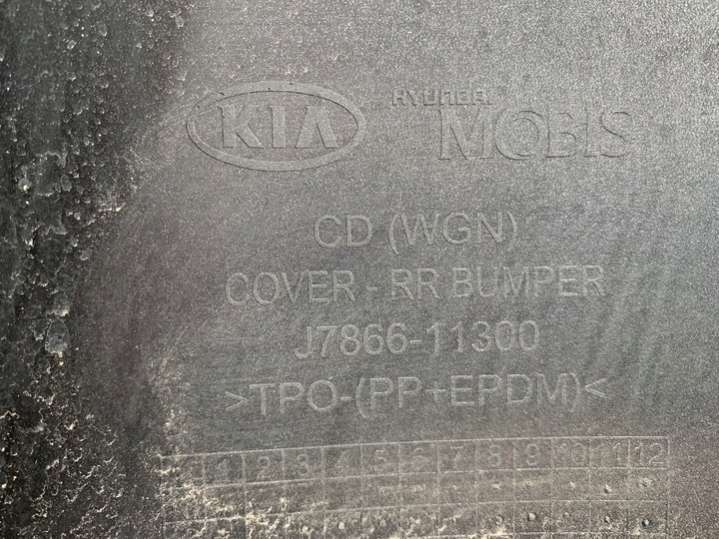 KIA HYUNDAI MOBIS
CD (WGN)
COVER - RR BUMPER
J7866-11300
>TPO-(PP+EPDM)<
1 2 3 4 5 6 7 8 9 10 11 12